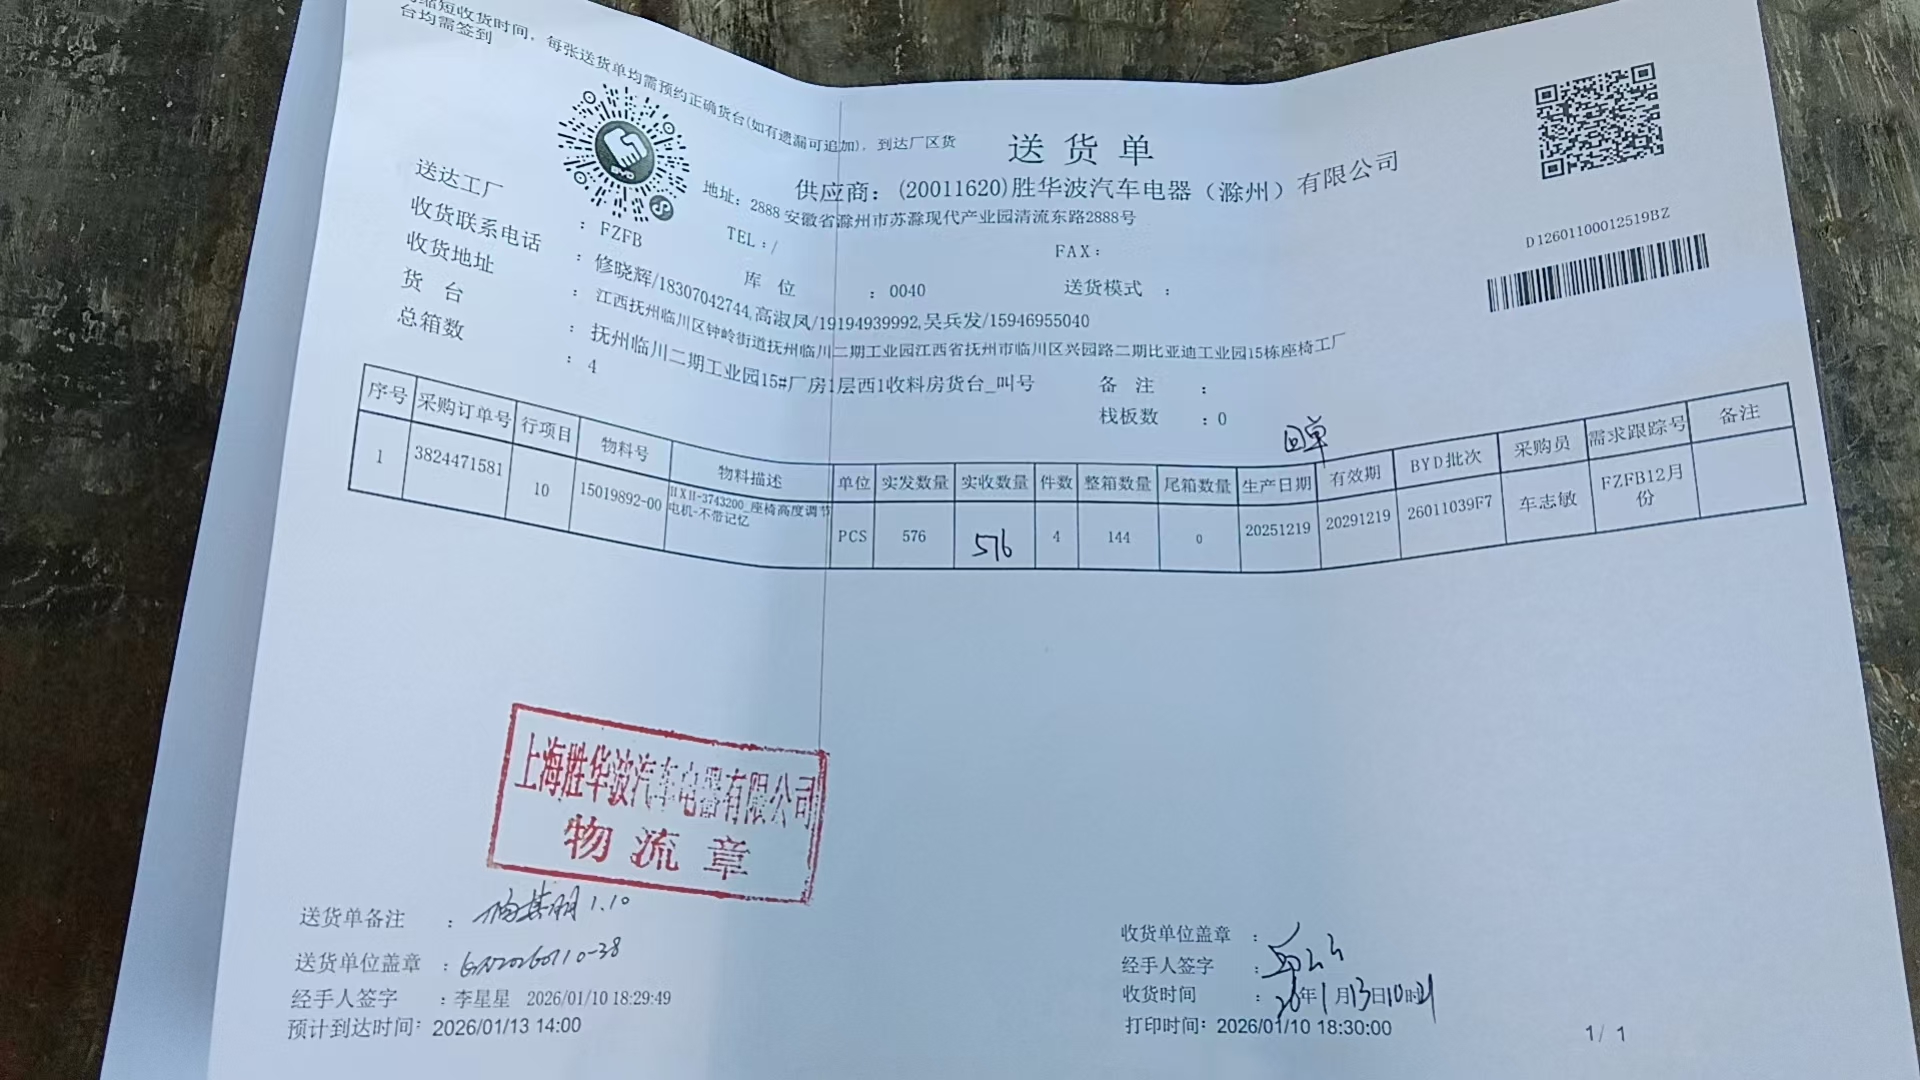 缩短收货时间，每张送货单均需预约正确货台(如有遗漏可追加)，到达厂区货
台均需签到
送货单
供应商：(20011620)胜华波汽车电器（滁州）有限公司
地址：2888 安徽省滁州市苏滁现代产业园清流东路2888号
TEL：/
FAX：
D12601100012519BZ
送达工厂：FZFB
库 位：0040
送货模式：
收货联系电话：修晓辉/18307042744,高淑凤/19194939992,吴兵发/15946955040
收货地址：江西抚州临川区钟岭街道抚州临川二期工业园江西省抚州市临川区兴园路二期比亚迪工业园15栋座椅工厂
货 台：抚州临川二期工业园15#厂房1层西1收料房货台_叫号
备 注：
总箱数：4
栈板数：0
回单
序号 采购订单号 行项目 物料号 物料描述 单位 实发数量 实收数量 件数 整箱数量 尾箱数量 生产日期 有效期 BYD批次 采购员 需求跟踪号 备注
1 3824471581 10 15019892-00 HXH-3743200_座椅高度调节电机-不带记忆 PCS 576 576 4 144 0 20251219 20291219 26011039F7 车志敏 FZFB12月份
上海胜华波汽车电器有限公司
物流章
送货单备注： 1.10
送货单位盖章：
经手人签字：李星星 2026/01/10 18:29:49
预计到达时间：2026/01/13 14:00
收货单位盖章：
经手人签字：
收货时间：26年1月13日10时21
打印时间：2026/01/10 18:30:00
1/ 1